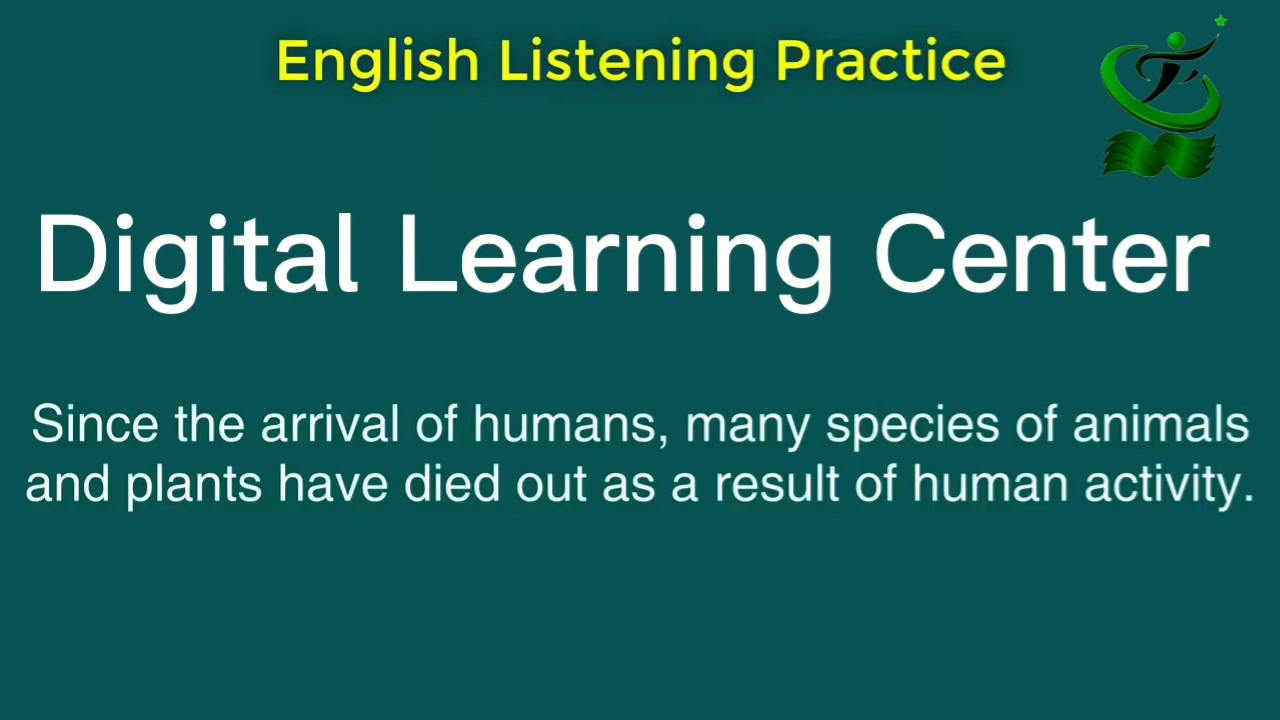 English Listening Practice
Digital Learning Center
Since the arrival of humans, many species of animals
and plants have died out as a result of human activity.